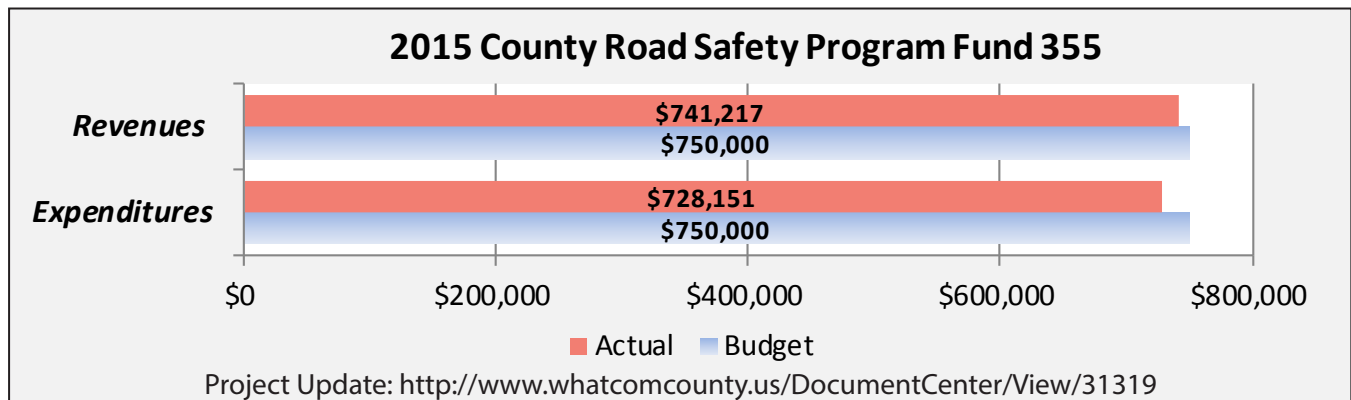 2015 County Road Safety Program Fund 355
Revenues
$741,217
$750,000
Expenditures
$728,151
$750,000
$0 $200,000 $400,000 $600,000 $800,000
Actual Budget
Project Update: http://www.whatcomcounty.us/DocumentCenter/View/31319